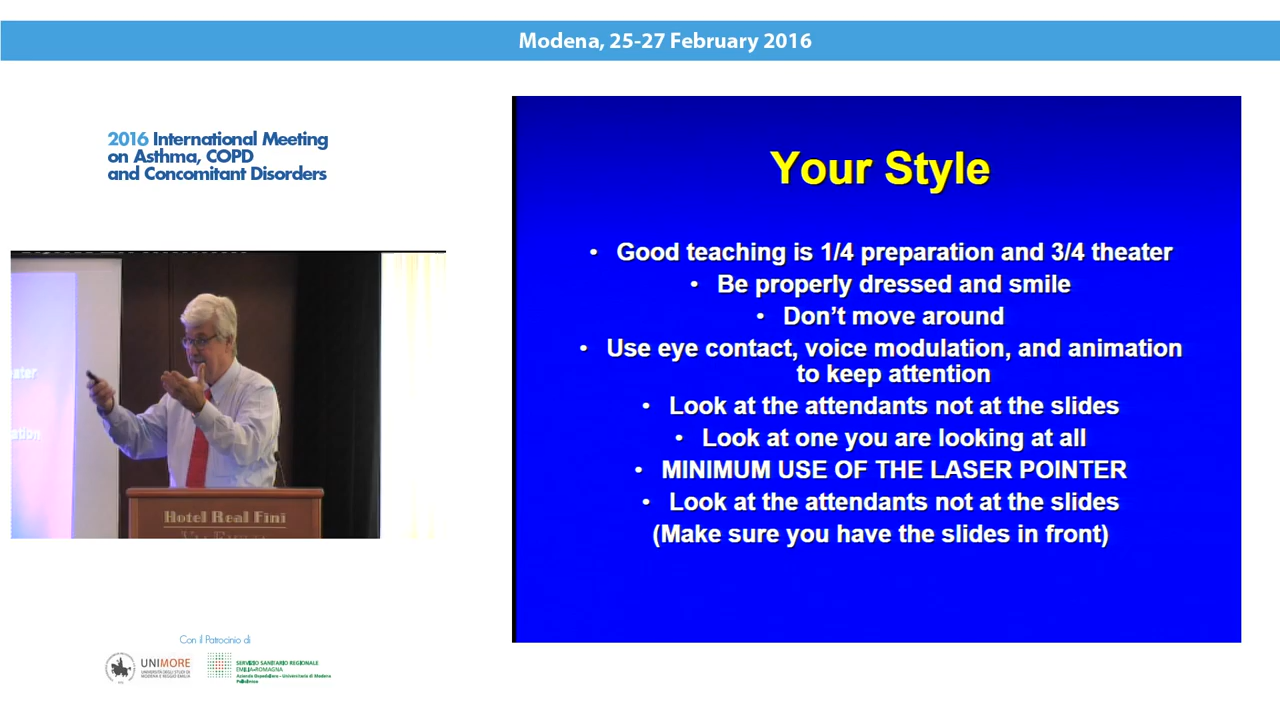 Modena, 25-27 February 2016
2016 International Meeting
on Asthma, COPD
and Concomitant Disorders
Your Style
• Good teaching is 1/4 preparation and 3/4 theater
• Be properly dressed and smile
• Don’t move around
• Use eye contact, voice modulation, and animation
to keep attention
• Look at the attendants not at the slides
• Look at one you are looking at all
• MINIMUM USE OF THE LASER POINTER
• Look at the attendants not at the slides
(Make sure you have the slides in front)
Hotel Real Fini
Con il Patrocinio di
UNIMORE
UNIVERSITÀ DEGLI STUDI DI
MODENA E REGGIO EMILIA
SERVIZIO SANITARIO REGIONALE
EMILIA-ROMAGNA
Azienda Ospedaliero - Universitaria di Modena
Policlinico